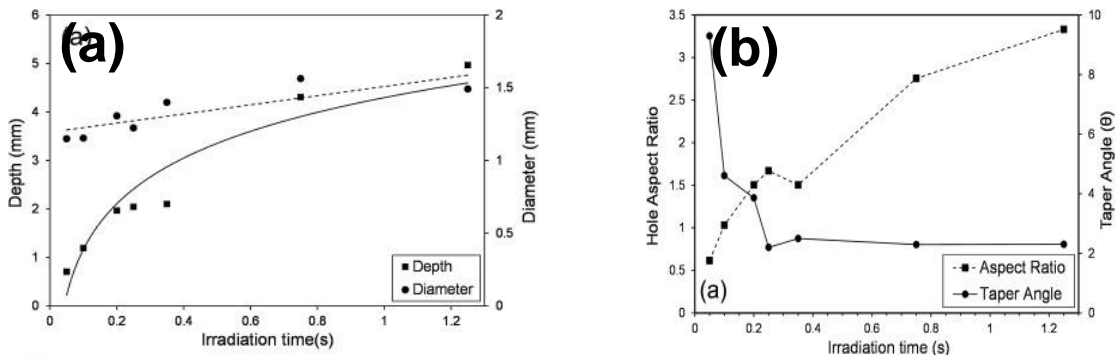 (a)
(a)
6
5
4
3
2
1
0
Depth (mm)
2
1.5
1
0.5
0
Diameter (mm)
Depth
Diameter
0
0.2
0.4
0.6
0.8
1
1.2
Irradiation time(s)
(b)
3.5
3
2.5
2
1.5
1
0.5
0
Hole Aspect Ratio
10
8
6
4
2
0
Taper Angle (θ)
(a)
Aspect Ratio
Taper Angle
0
0.2
0.4
0.6
0.8
1
1.2
Irradiation time (s)